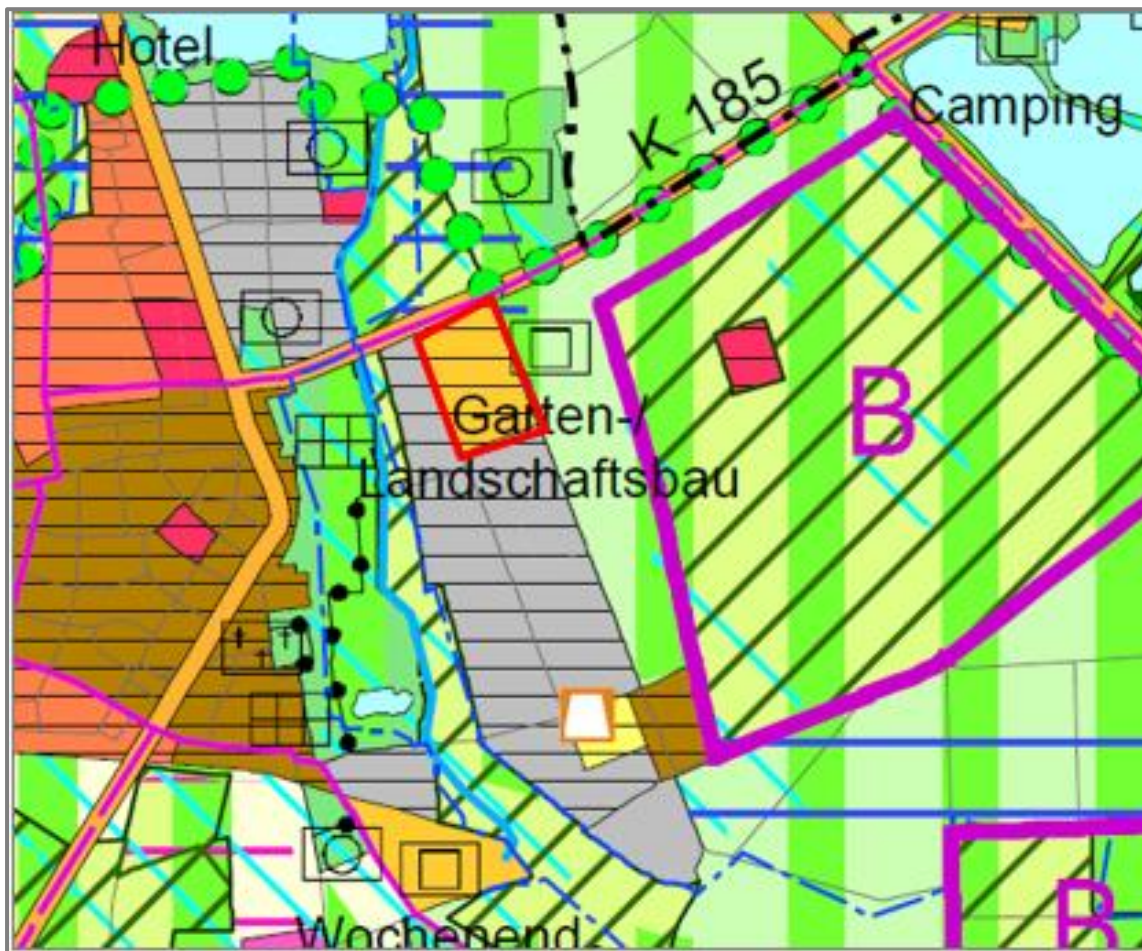 Hotel
K 185
Camping
B
Garten-/
Landschaftsbau
B
Wochenend